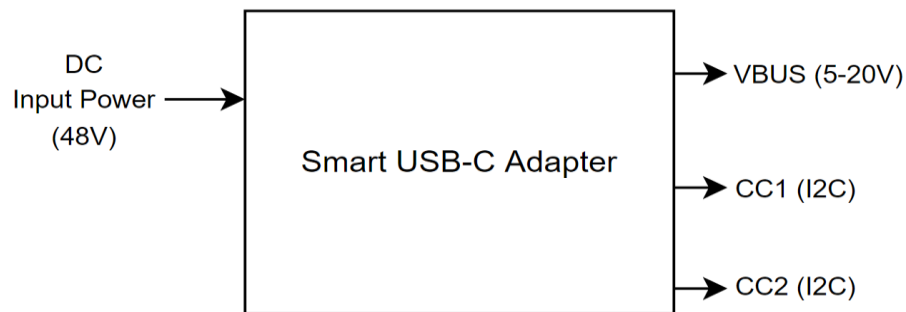 DC
Input Power
(48V)
Smart USB-C Adapter
VBUS (5-20V)
CC1 (I2C)
CC2 (I2C)